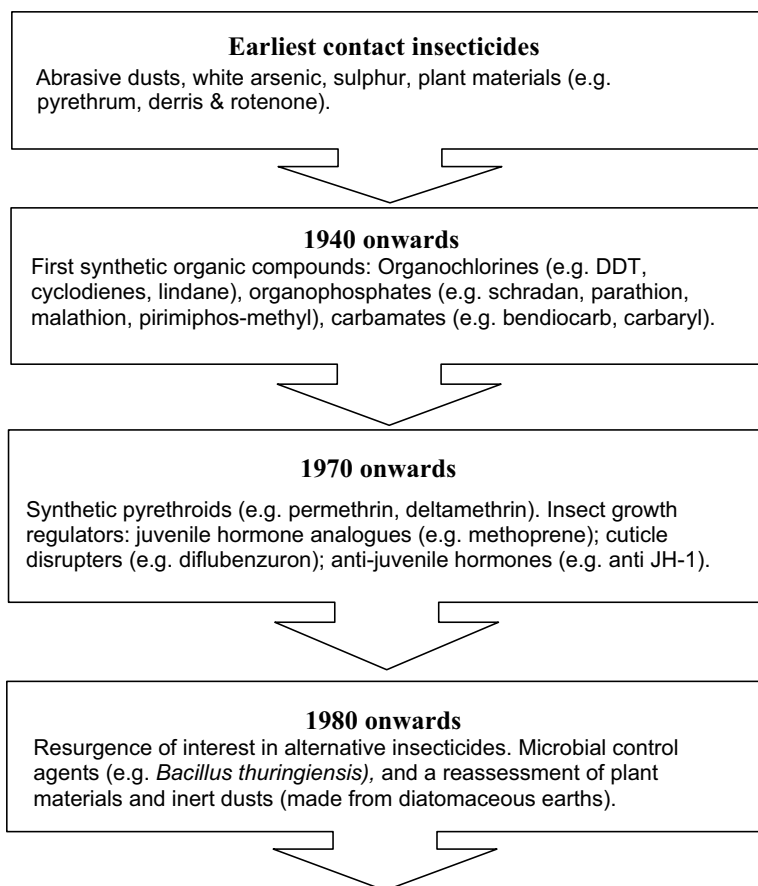 Earliest contact insecticides
Abrasive dusts, white arsenic, sulphur, plant materials (e.g.
pyrethrum, derris & rotenone).
1940 onwards
First synthetic organic compounds: Organochlorines (e.g. DDT,
cyclodienes, lindane), organophosphates (e.g. schradan, parathion,
malathion, pirimiphos-methyl), carbamates (e.g. bendiocarb, carbaryl).
1970 onwards
Synthetic pyrethroids (e.g. permethrin, deltamethrin). Insect growth
regulators: juvenile hormone analogues (e.g. methoprene); cuticle
disrupters (e.g. diflubenzuron); anti-juvenile hormones (e.g. anti JH-1).
1980 onwards
Resurgence of interest in alternative insecticides. Microbial control
agents (e.g. Bacillus thuringiensis), and a reassessment of plant
materials and inert dusts (made from diatomaceous earths).